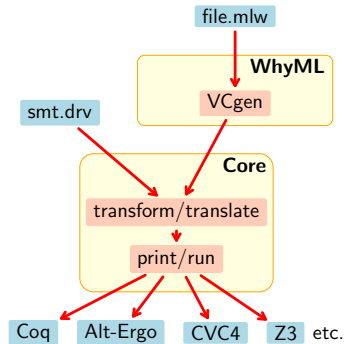 file.mlw
WhyML
VCgen
smt.drv
Core
transform/translate
print/run
Coq Alt-Ergo CVC4 Z3 etc.